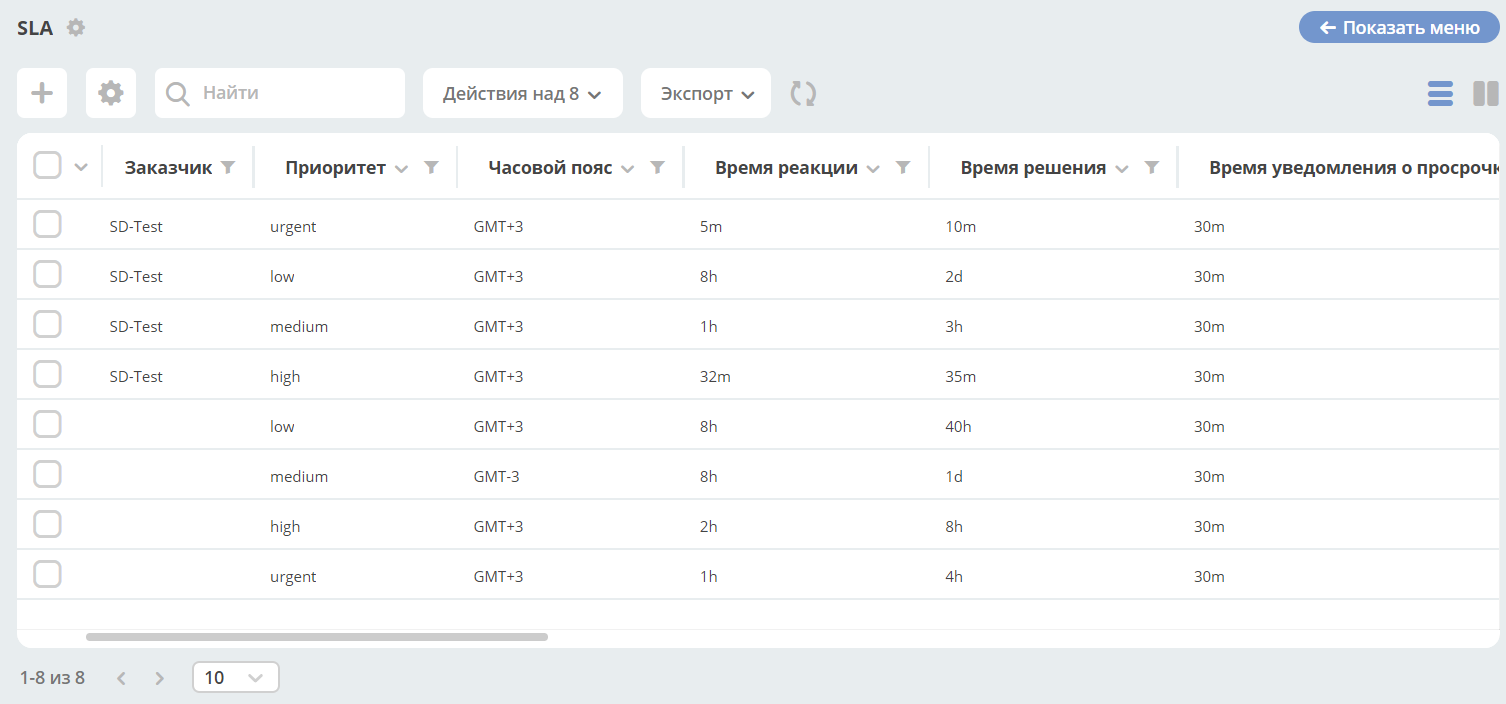 SLA
Показать меню
Найти
Действия над 8
Экспорт
Заказчик Приоритет Часовой пояс Время реакции Время решения Время уведомления о просрочк
SD-Test urgent GMT+3 5m 10m 30m
SD-Test low GMT+3 8h 2d 30m
SD-Test medium GMT+3 1h 3h 30m
SD-Test high GMT+3 32m 35m 30m
low GMT+3 8h 40h 30m
medium GMT-3 8h 1d 30m
high GMT+3 2h 8h 30m
urgent GMT+3 1h 4h 30m
1-8 из 8
10